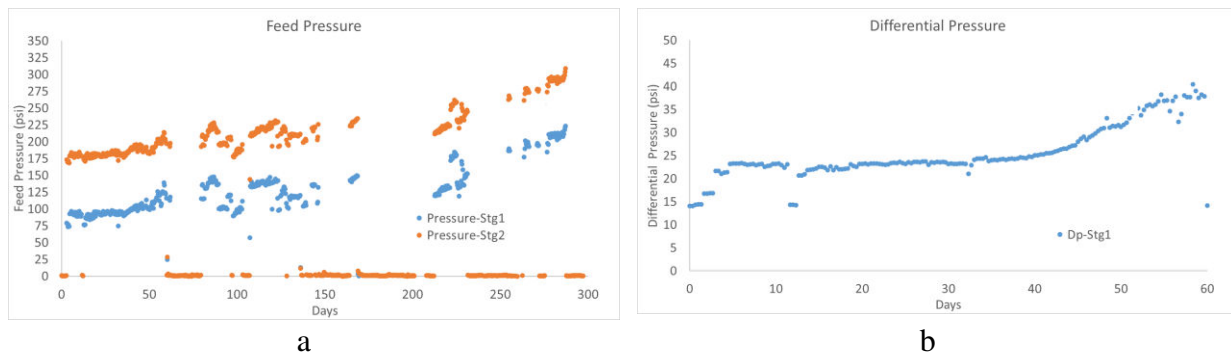 Feed Pressure
350
325
300
275
250
225
200
175
150
125
100
75
50
25
0
Feed Pressure (psi)
Pressure-Stg1
Pressure-Stg2
0 50 100 150 200 250 300
Days
a
Differential Pressure
50
45
40
35
30
25
20
15
10
5
0
Differential Pressure (psi)
Dp-Stg1
0 10 20 30 40 50 60
Days
b